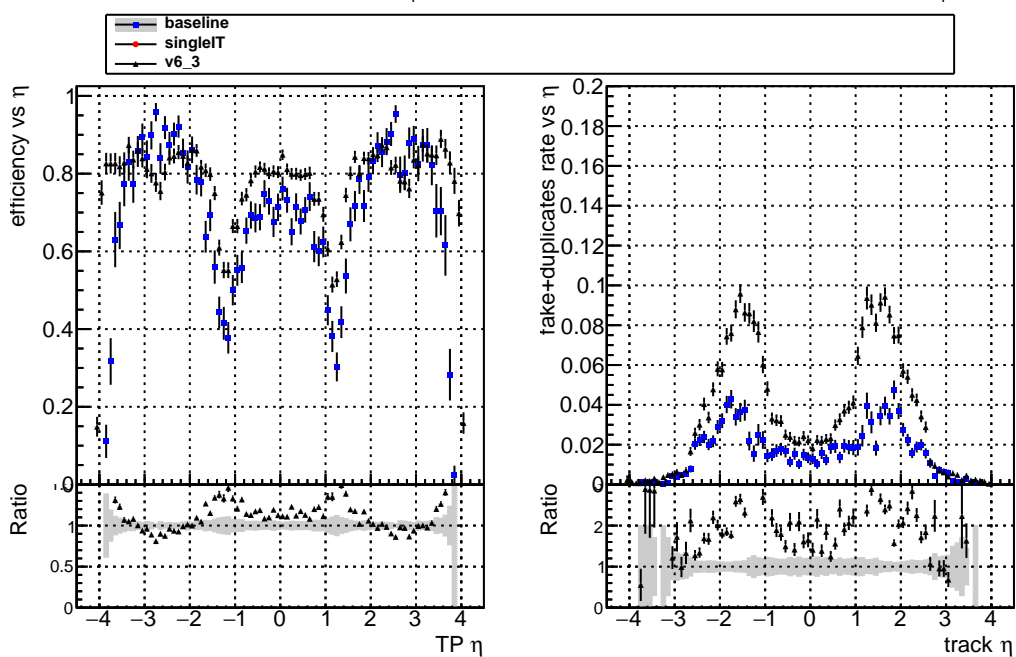 baseline
singleIT
v6_3
efficiency vs η
1
0.8
0.6
0.4
0.2
0
Ratio
1
0.5
0
−4 −3 −2 −1 0 1 2 3 4
TP η
fake+duplicates rate vs η
0.2
0.18
0.16
0.14
0.12
0.1
0.08
0.06
0.04
0.02
0
Ratio
2
1
0
−4 −3 −2 −1 0 1 2 3 4
track η